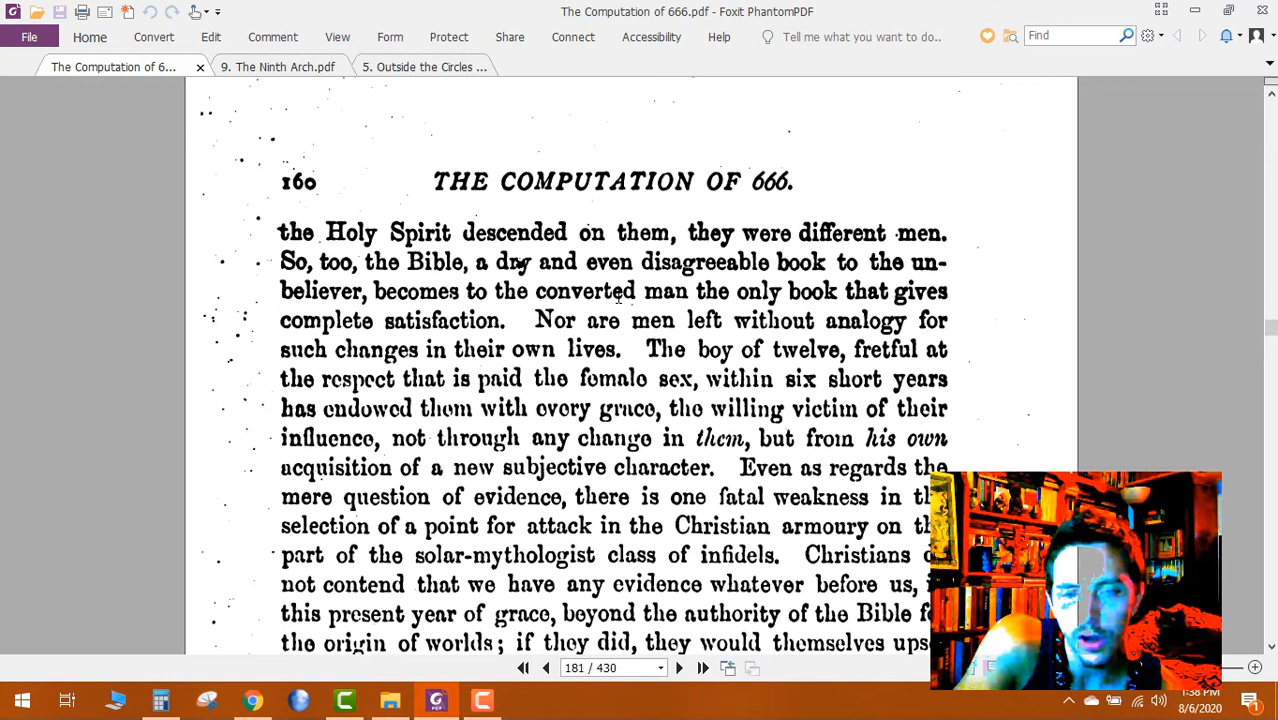 The Computation of 666.pdf - Foxit PhantomPDF
File Home Convert Edit Comment View Form Protect Share Connect Accessibility Help Tell me what you want to do.. Find
The Computation of 6... 9. The Ninth Arch.pdf 5. Outside the Circles ...
160 THE COMPUTATION OF 666.
the Holy Spirit descended on them, they were different men.
So, too, the Bible, a dry and even disagreeable book to the un-
believer, becomes to the converted man the only book that gives
complete satisfaction. Nor are men left without analogy for
such changes in their own lives. The boy of twelve, fretful at
the respect that is paid the female sex, within six short years
has endowed them with every grace, the willing victim of their
influence, not through any change in them, but from his own
acquisition of a new subjective character. Even as regards the
mere question of evidence, there is one fatal weakness in th
selection of a point for attack in the Christian armoury on th
part of the solar-mythologist class of infidels. Christians
not contend that we have any evidence whatever before us,
this present year of grace, beyond the authority of the Bible f
the origin of worlds; if they did, they would themselves upse
181 / 430
1:38 PM
8/6/2020